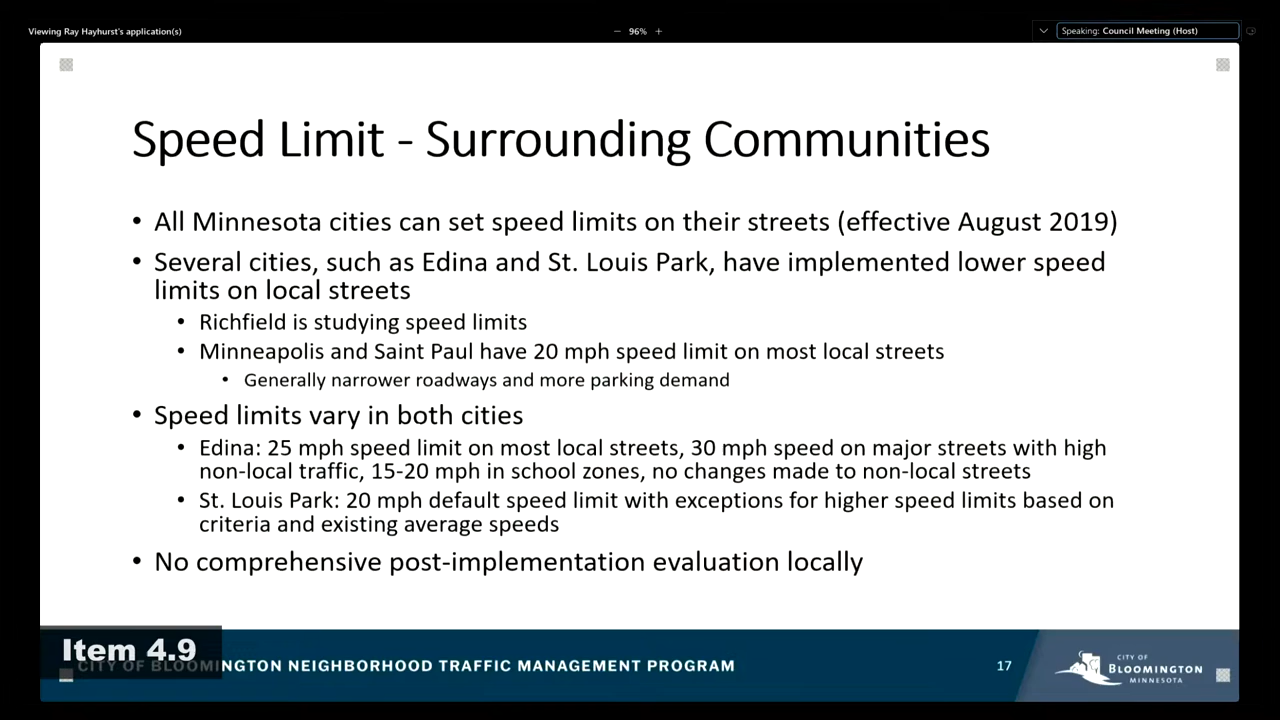 Viewing Ray Hayhurst's application(s)
− 96% +
Speaking: Council Meeting (Host)
Speed Limit - Surrounding Communities
• All Minnesota cities can set speed limits on their streets (effective August 2019)
• Several cities, such as Edina and St. Louis Park, have implemented lower speed
limits on local streets
• Richfield is studying speed limits
• Minneapolis and Saint Paul have 20 mph speed limit on most local streets
• Generally narrower roadways and more parking demand
• Speed limits vary in both cities
• Edina: 25 mph speed limit on most local streets, 30 mph speed on major streets with high
non-local traffic, 15-20 mph in school zones, no changes made to non-local streets
• St. Louis Park: 20 mph default speed limit with exceptions for higher speed limits based on
criteria and existing average speeds
• No comprehensive post-implementation evaluation locally
Item 4.9
CITY OF BLOOMINGTON NEIGHBORHOOD TRAFFIC MANAGEMENT PROGRAM
17
CITY OF
BLOOMINGTON
MINNESOTA